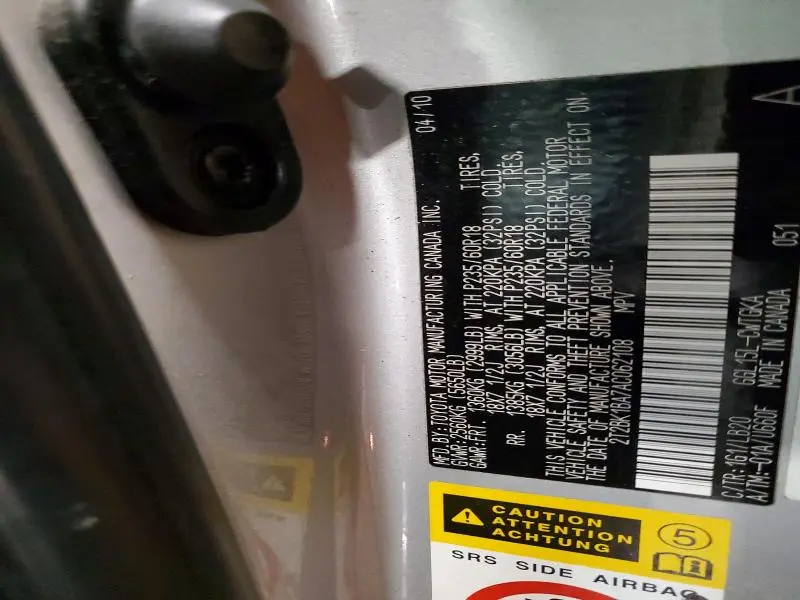 MFD. BY: TOYOTA MOTOR MANUFACTURING CANADA INC. 04/10
GVWR: 2560KG (5650LB)
GAWR: FRT. 1360KG (2999LB) WITH P235/60R18 TIRES,
18X7 1/2J RIMS, AT 220KPA (32PSI) COLD
RR. 1385KG (3056LB) WITH P235/60R18 TIRES,
18X7 1/2J RIMS, AT 220KPA (32PSI) COLD.
THIS VEHICLE CONFORMS TO ALL APPLICABLE FEDERAL MOTOR
VEHICLE SAFETY AND THEFT PREVENTION STANDARDS IN EFFECT ON
THE DATE OF MANUFACTURE SHOWN ABOVE.
2T2BK1BA7AC062108 MPV
C/TR: 1G1/LB20 GGL15L-CWTGKA 051
A/TM: -01A/U660F MADE IN CANADA
A
CAUTION
ATTENTION
ACHTUNG
5
SRS SIDE AIRBAG